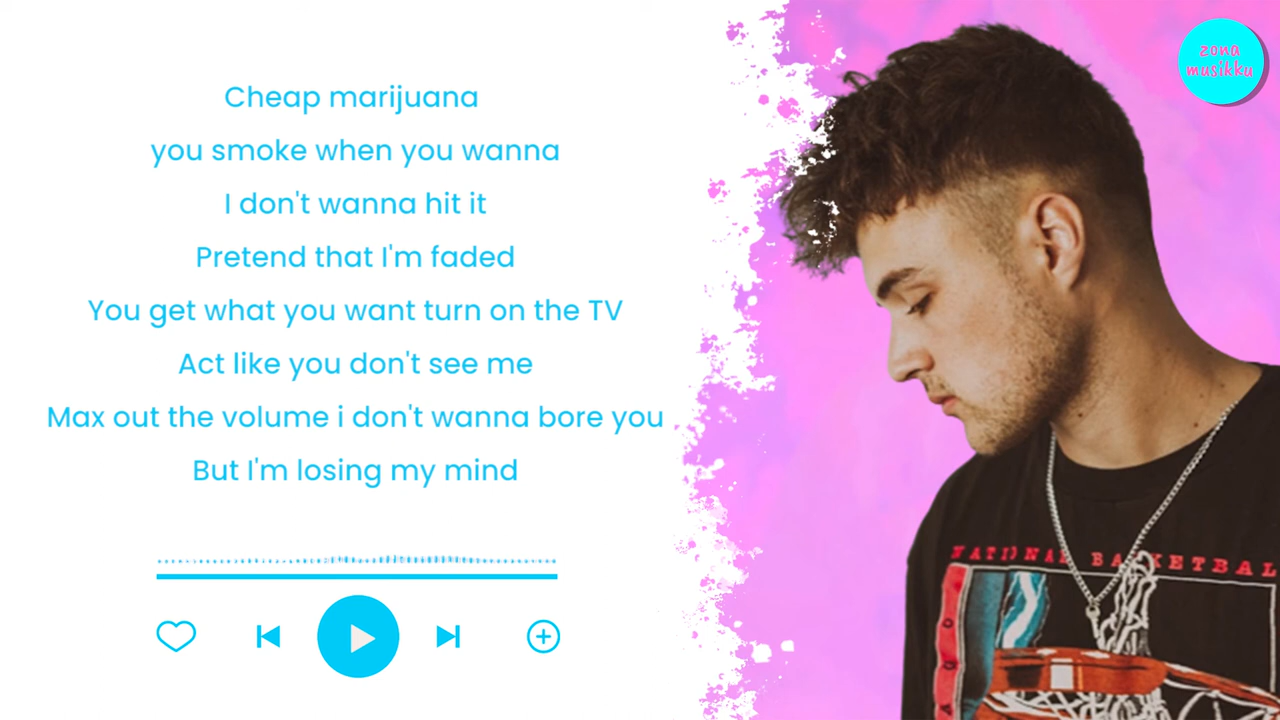 Cheap marijuana
you smoke when you wanna
I don't wanna hit it
Pretend that I'm faded
You get what you want turn on the TV
Act like you don't see me
Max out the volume i don't wanna bore you
But I'm losing my mind
zona
musikku
NATIONAL BASKETBAL